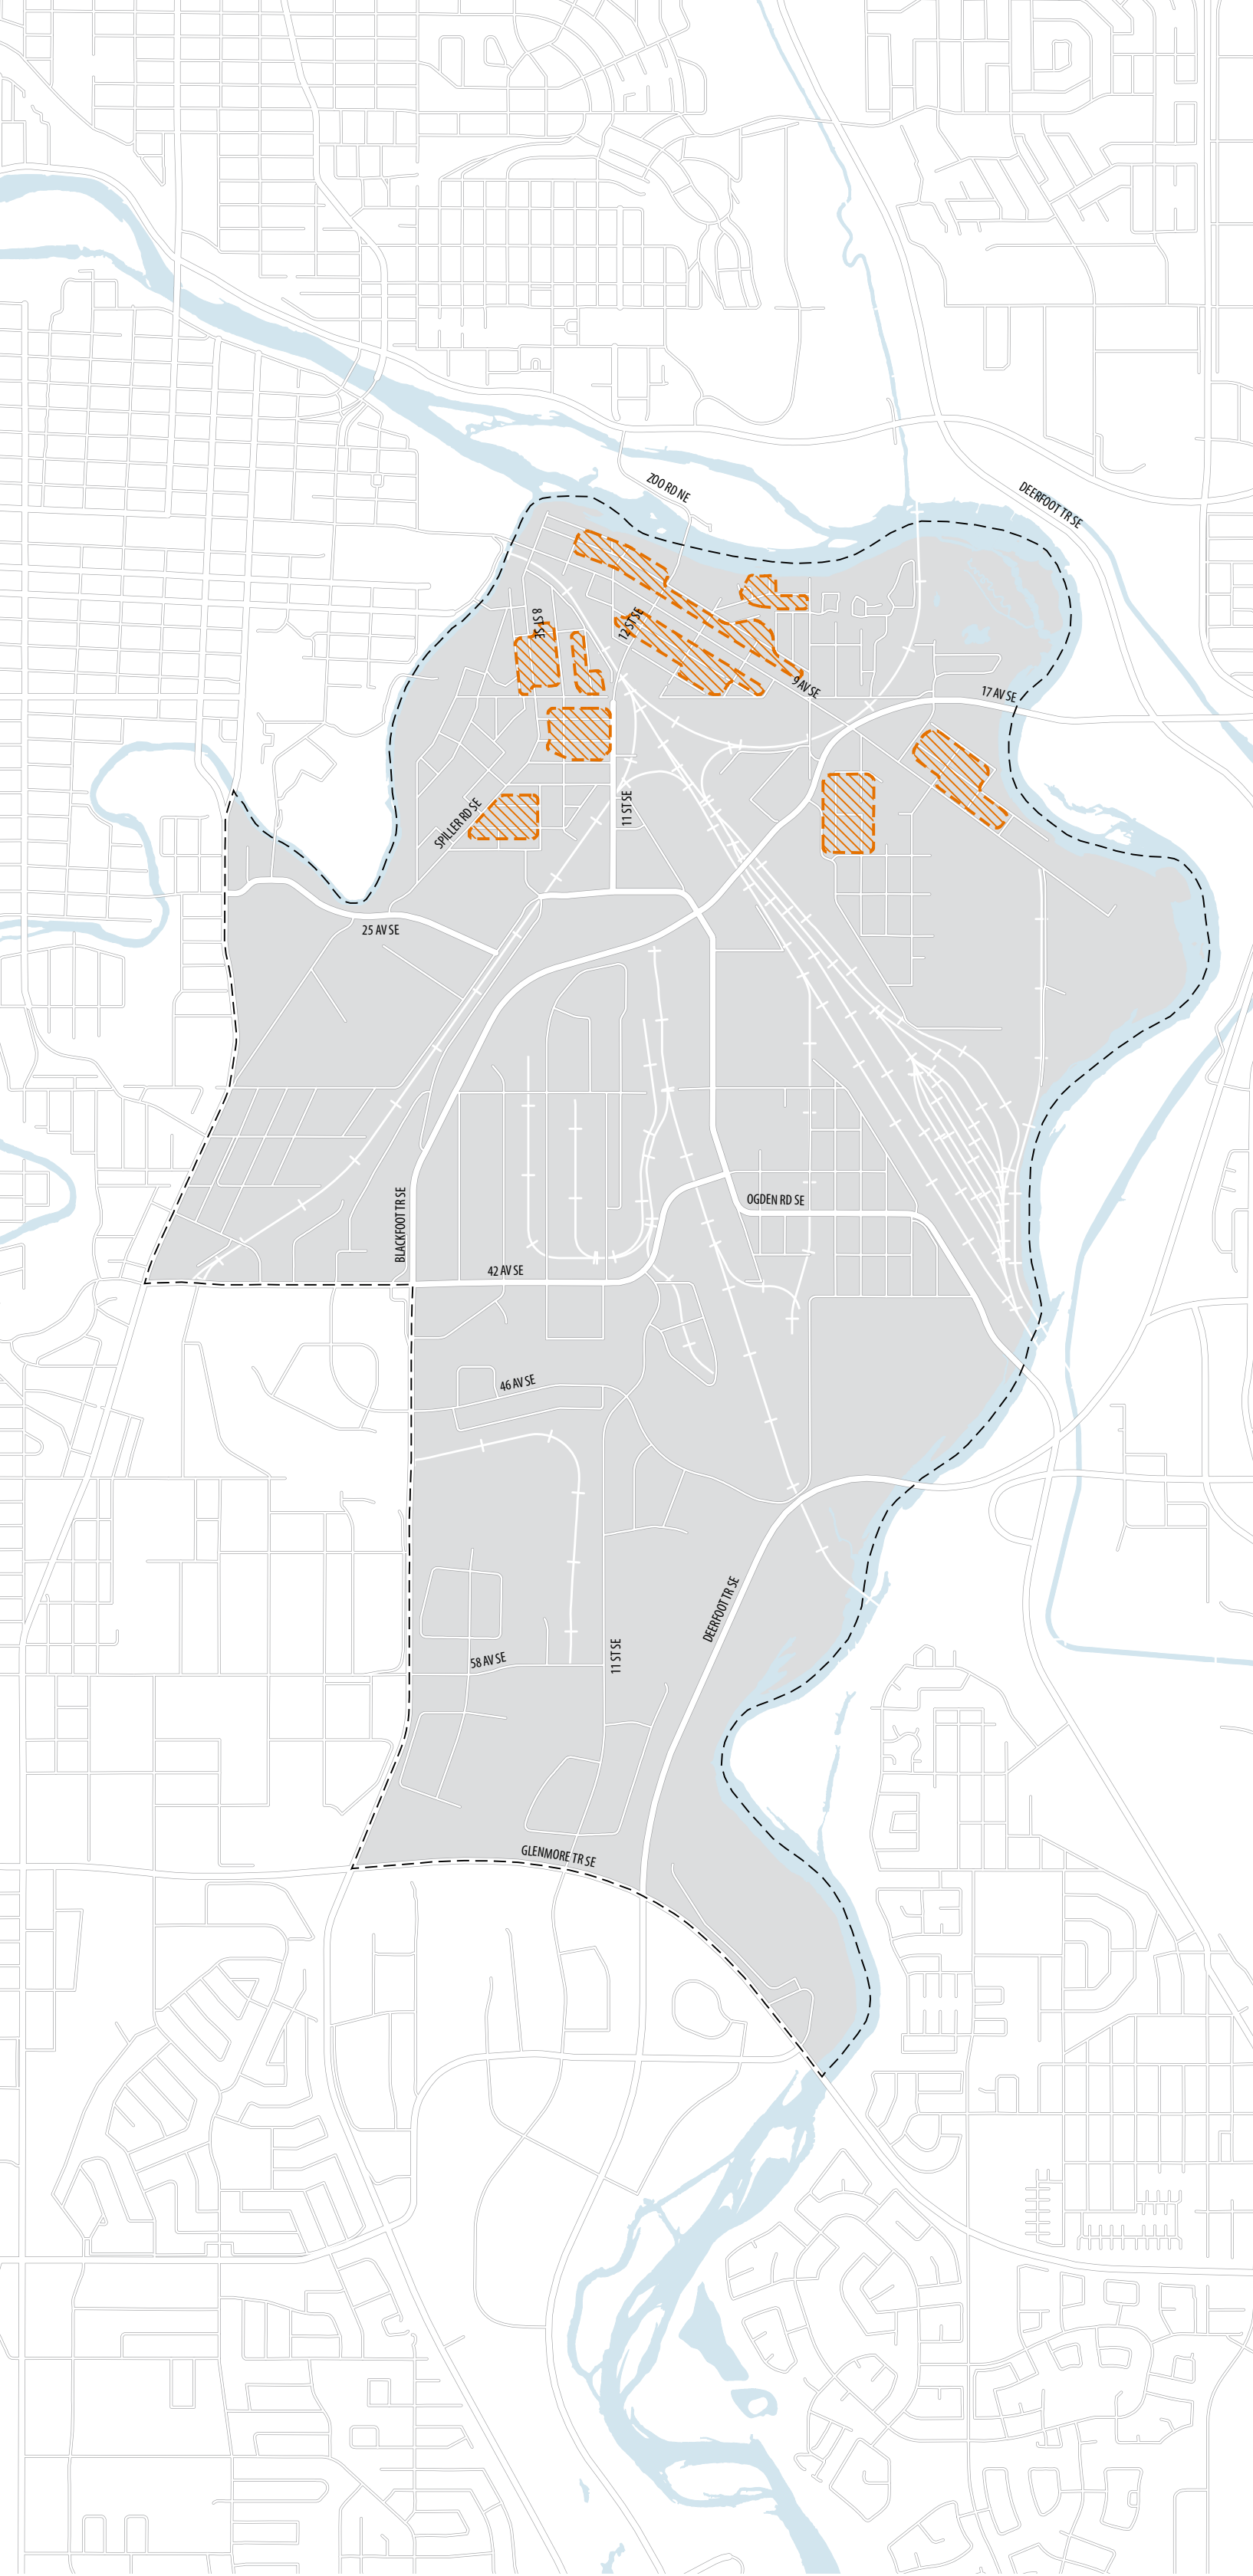 ZOO RD NE
DEERFOOT TR SE
8 ST SE
12 ST SE
9 AV SE
17 AV SE
11 ST SE
SPILLER RD SE
25 AV SE
BLACKFOOT TR SE
OGDEN RD SE
42 AV SE
46 AV SE
DEERFOOT TR SE
11 ST SE
58 AV SE
GLENMORE TR SE